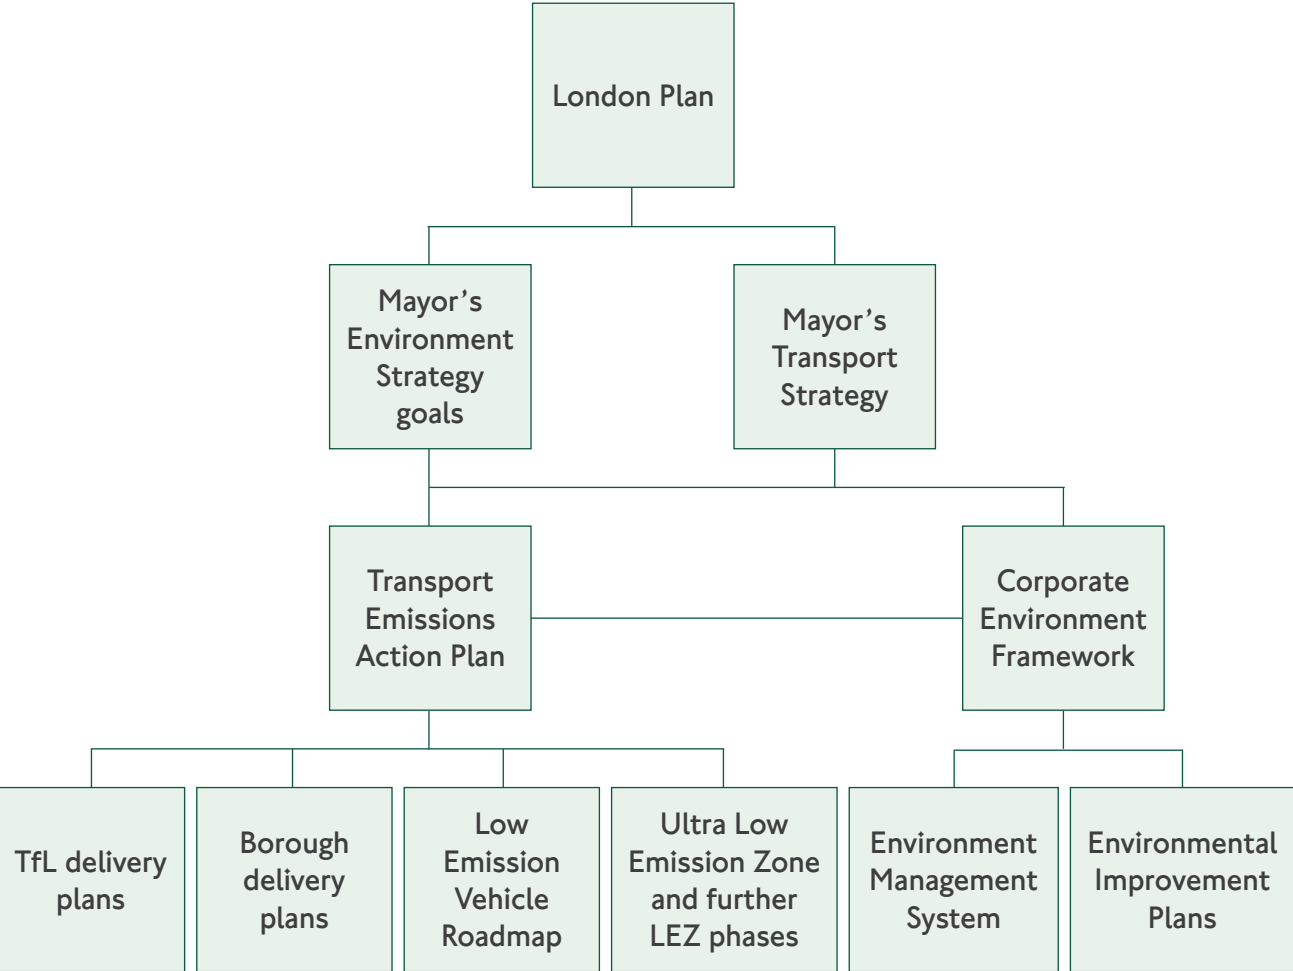 London Plan
Mayor’s
Environment
Strategy
goals
Mayor’s
Transport
Strategy
Transport
Emissions
Action Plan
Corporate
Environment
Framework
TfL delivery
plans
Borough
delivery
plans
Low
Emission
Vehicle
Roadmap
Ultra Low
Emission Zone
and further
LEZ phases
Environment
Management
System
Environmental
Improvement
Plans